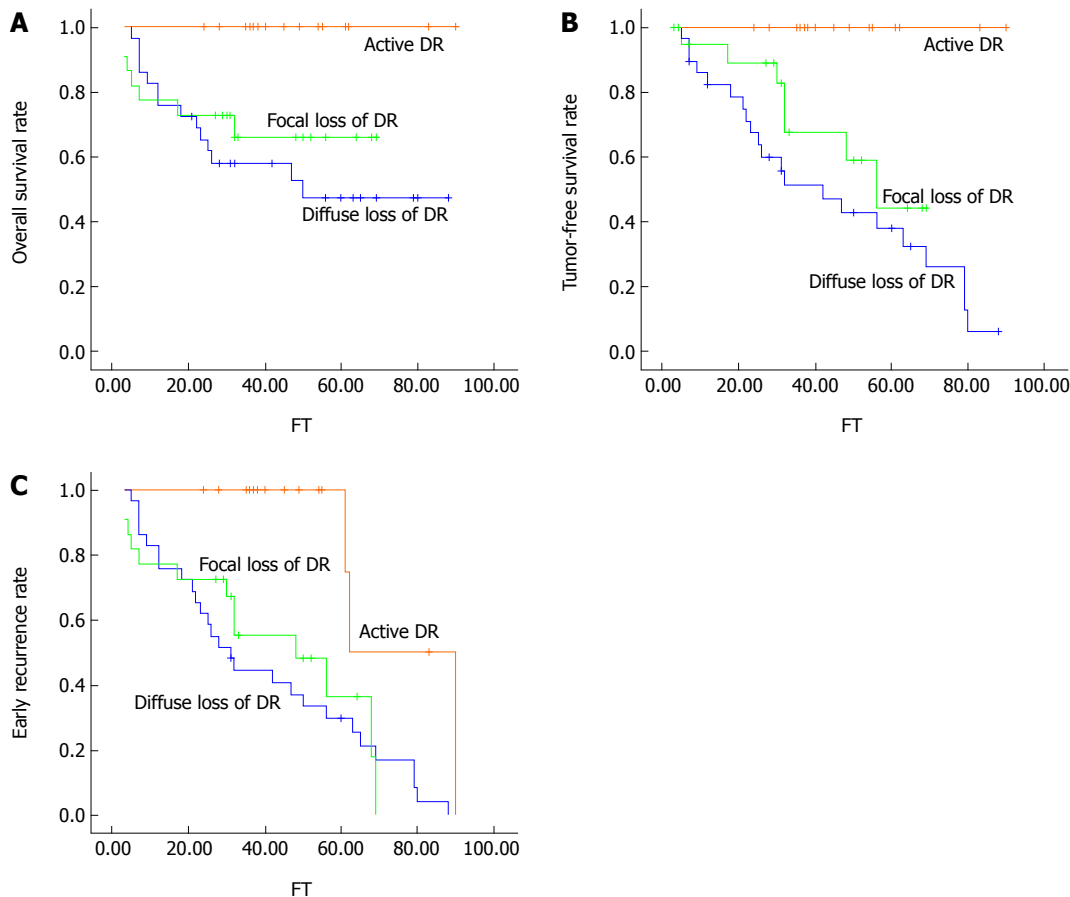 A
Overall survival rate
1.0
0.8
0.6
0.4
0.2
0.0
Active DR
Focal loss of DR
Diffuse loss of DR
0.00 20.00 40.00 60.00 80.00 100.00
FT
B
Tumor-free survival rate
1.0
0.8
0.6
0.4
0.2
0.0
Active DR
Focal loss of DR
Diffuse loss of DR
0.00 20.00 40.00 60.00 80.00 100.00
FT
C
Early recurrence rate
1.0
0.8
0.6
0.4
0.2
0.0
Focal loss of DR
Active DR
Diffuse loss of DR
0.00 20.00 40.00 60.00 80.00 100.00
FT